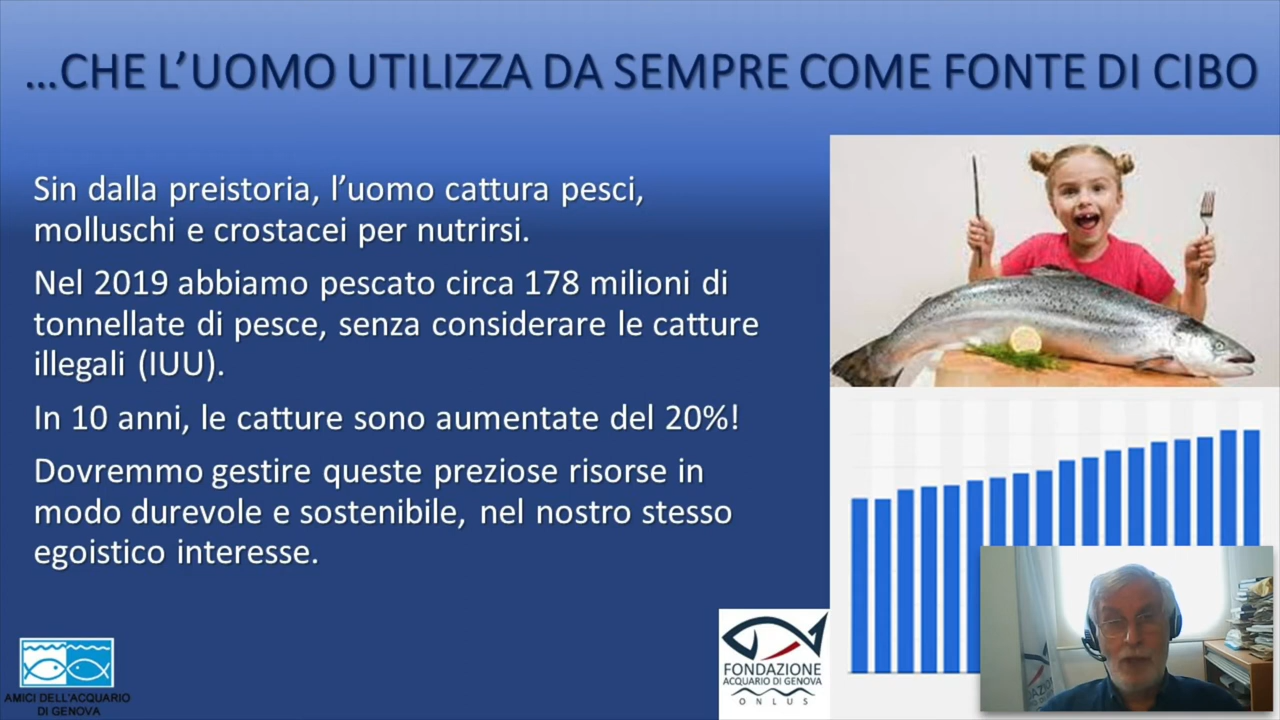 ...CHE L'UOMO UTILIZZA DA SEMPRE COME FONTE DI CIBO
Sin dalla preistoria, l'uomo cattura pesci,
molluschi e crostacei per nutrirsi.
Nel 2019 abbiamo pescato circa 178 milioni di
tonnellate di pesce, senza considerare le catture
illegali (IUU).
In 10 anni, le catture sono aumentate del 20%!
Dovremmo gestire queste preziose risorse in
modo durevole e sostenibile, nel nostro stesso
egoistico interesse.
AMICI DELL'ACQUARIO
DI GENOVA
FONDAZIONE
ACQUARIO DI GENOVA
ONLUS